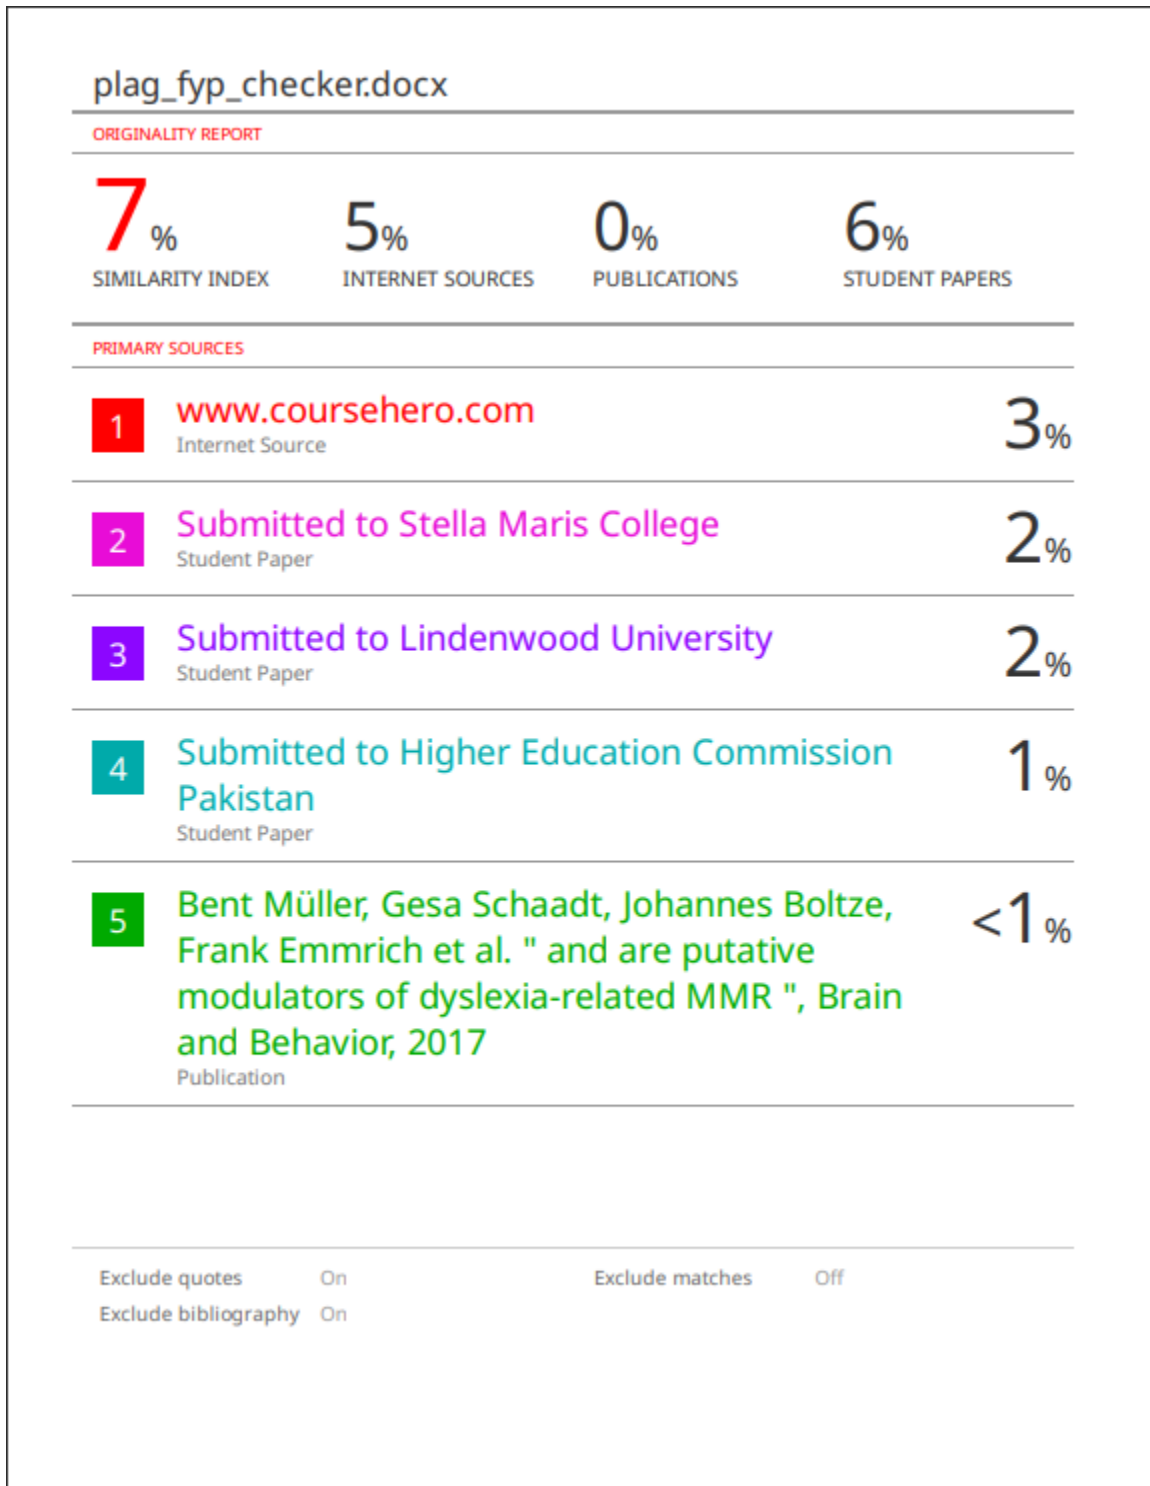 plag_fyp_checker.docx
ORIGINALITY REPORT
7% 5% 0% 6%
SIMILARITY INDEX INTERNET SOURCES PUBLICATIONS STUDENT PAPERS
PRIMARY SOURCES
1 www.coursehero.com 3%
Internet Source
2 Submitted to Stella Maris College 2%
Student Paper
3 Submitted to Lindenwood University 2%
Student Paper
4 Submitted to Higher Education Commission 1%
Pakistan
Student Paper
5 Bent Müller, Gesa Schaadt, Johannes Boltze, <1%
Frank Emmrich et al. " and are putative
modulators of dyslexia-related MMR ", Brain
and Behavior, 2017
Publication
Exclude quotes On Exclude matches Off
Exclude bibliography On